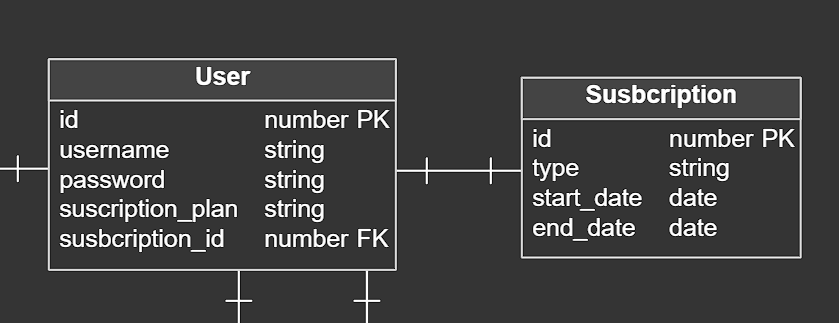 User
id number PK
username string
password string
suscription_plan string
susbcription_id number FK
Susbcription
id number PK
type string
start_date date
end_date date